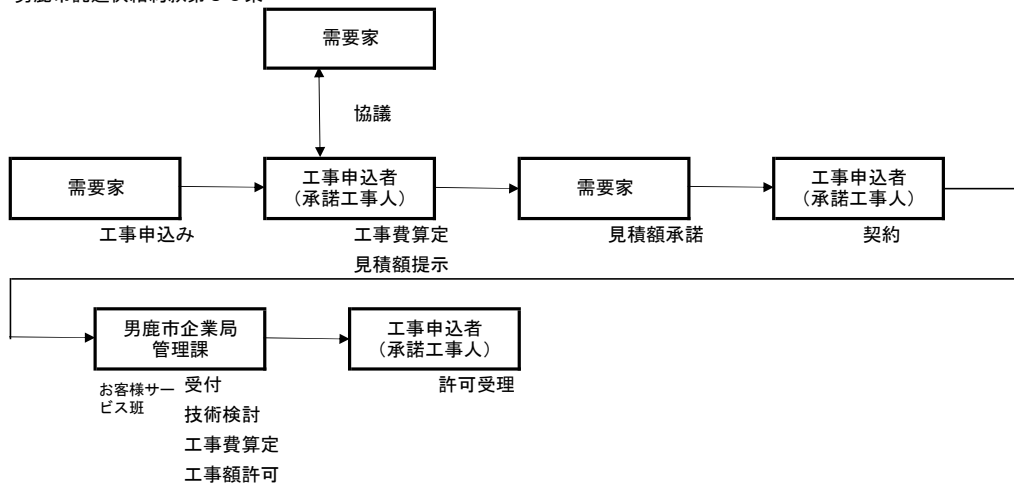 需要家
協議
需要家
工事申込者
（承諾工事人）
需要家
工事申込者
（承諾工事人）
工事申込み
工事費算定
見積額提示
見積額承諾
契約
男鹿市企業局
管理課
工事申込者
（承諾工事人）
お客様サー
ビス班
受付
技術検討
工事費算定
工事額許可
許可受理